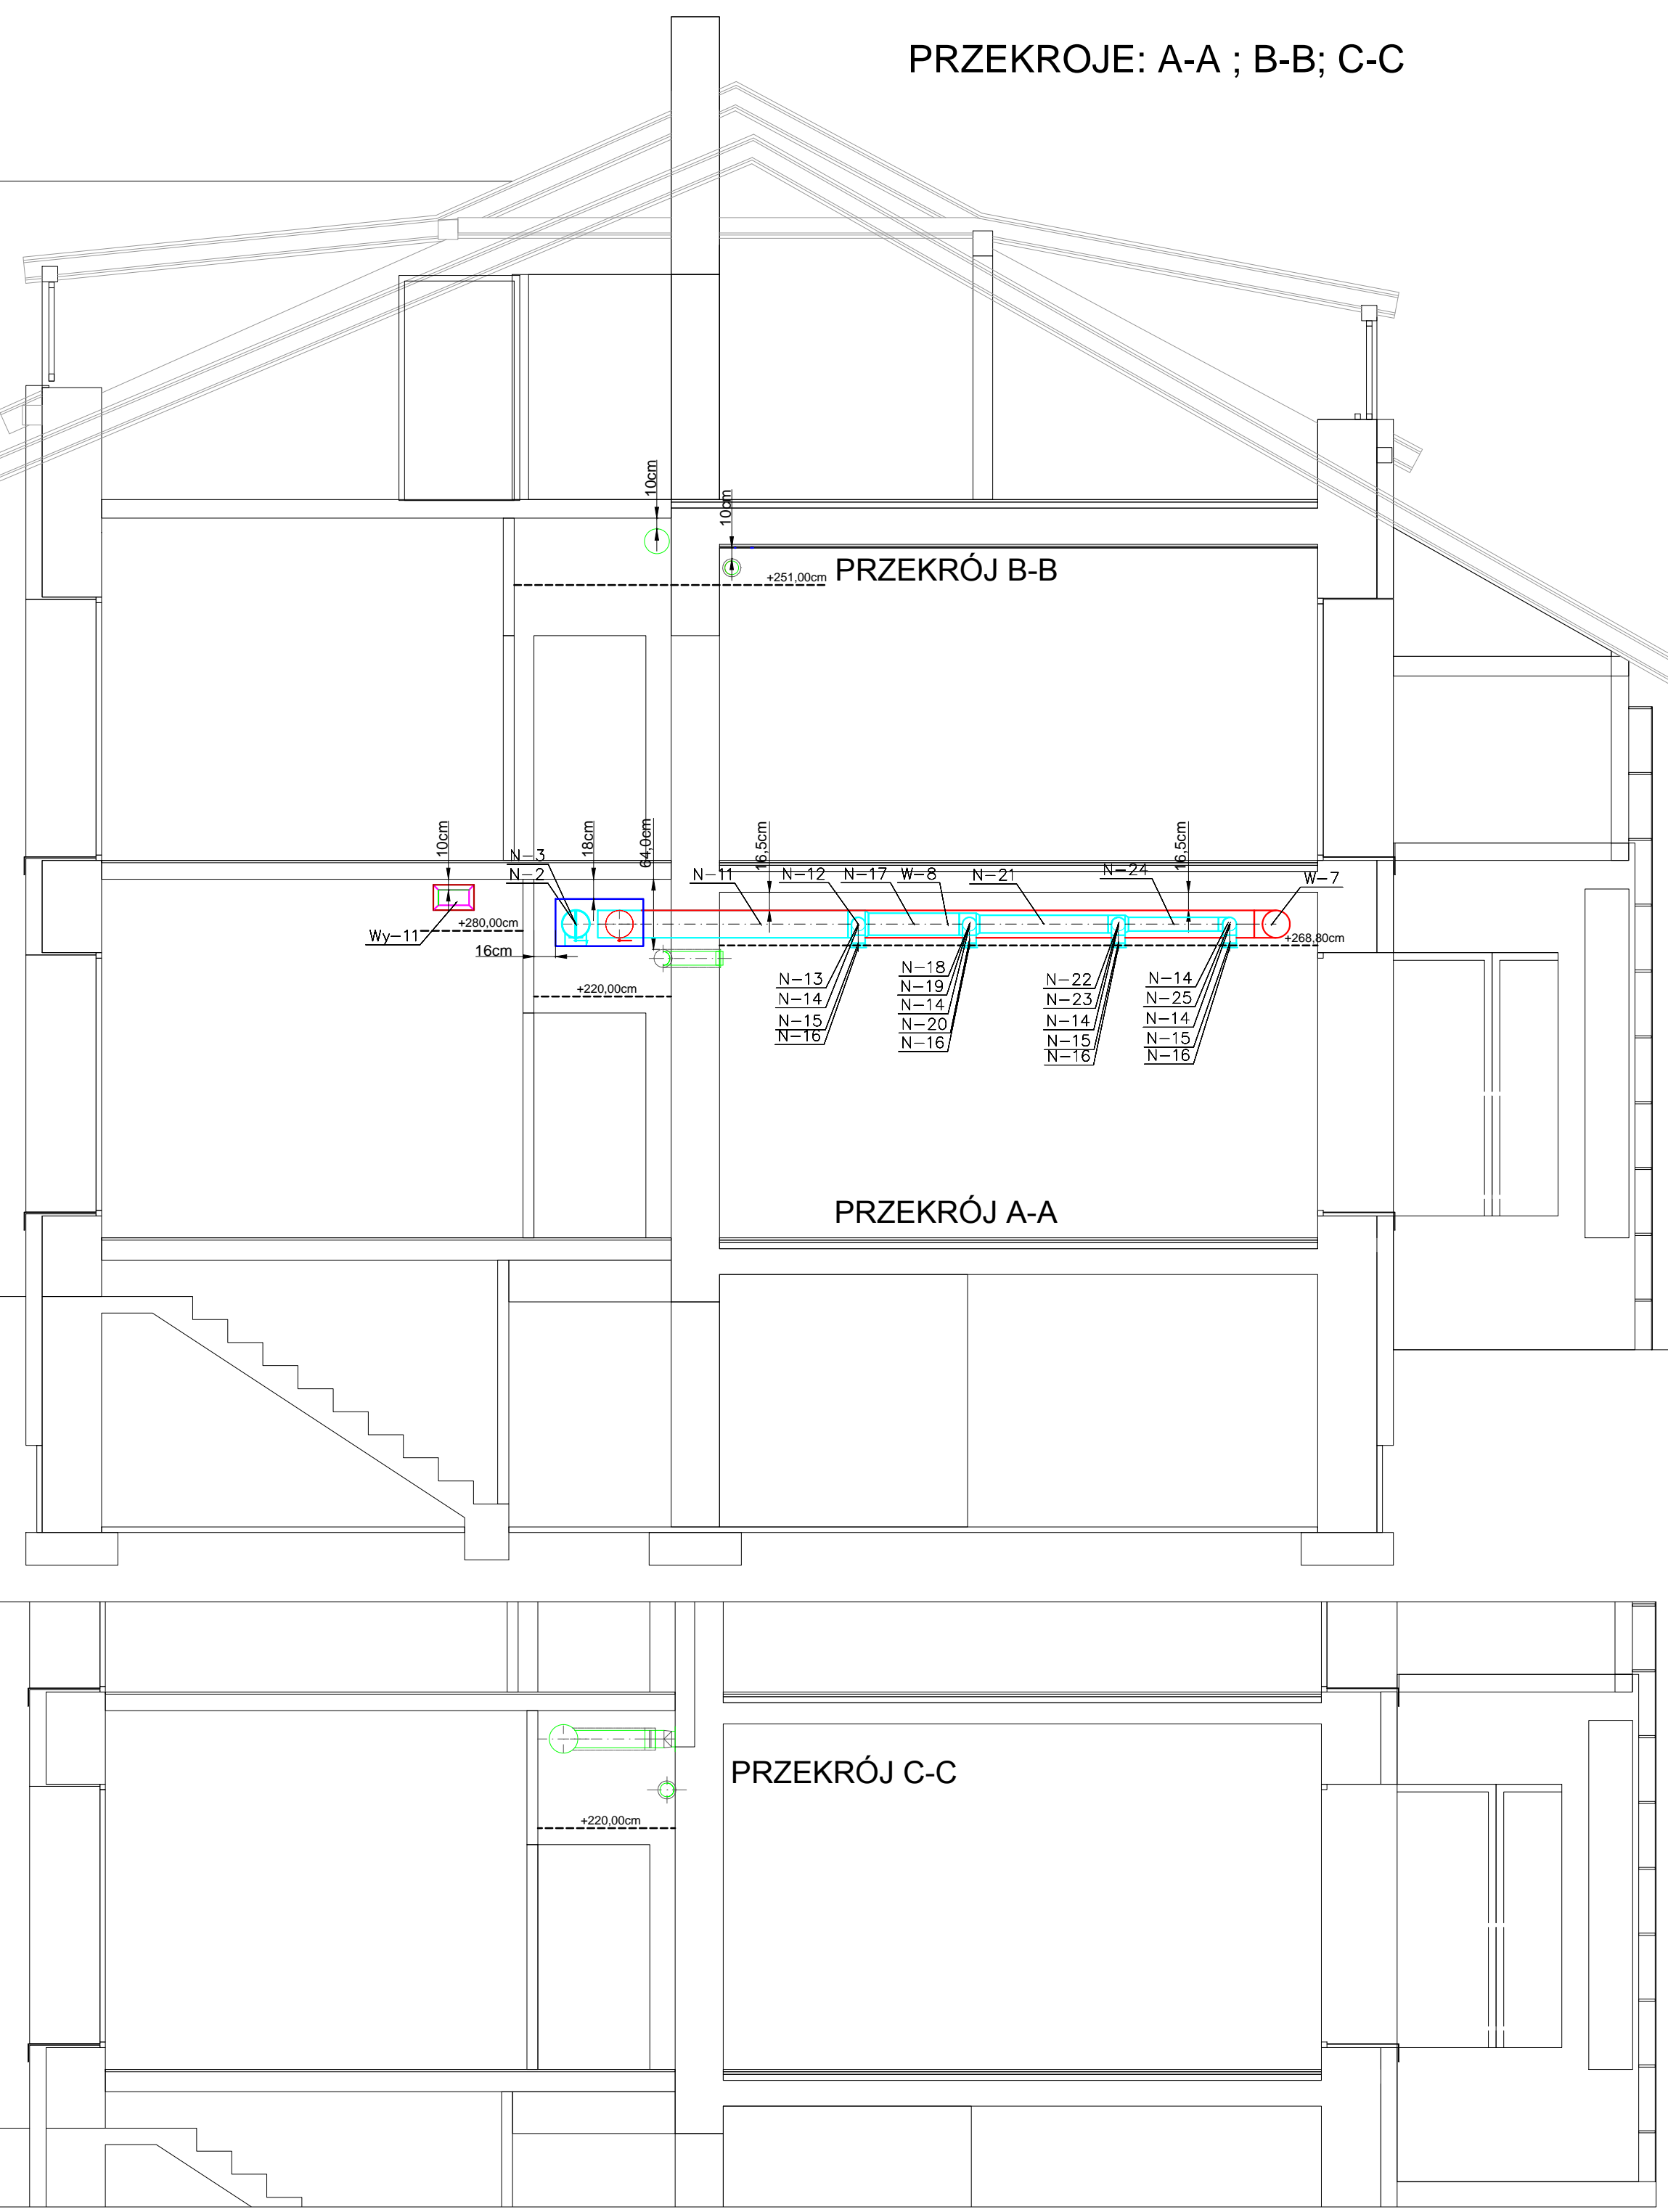 PRZEKROJE: A-A ; B-B; C-C
10cm
10cm
+251,00cm
PRZEKRÓJ B-B
10cm
18cm
64,0cm
16,5cm
16,5cm
N-3
N-2
N-11
N-12
N-17
W-8
N-21
N-24
W-7
Wy-11
+280,00cm
16cm
+268,80cm
+220,00cm
N-13
N-14
N-15
N-16
N-18
N-19
N-14
N-20
N-16
N-22
N-23
N-14
N-15
N-16
N-14
N-25
N-14
N-15
N-16
PRZEKRÓJ A-A
PRZEKRÓJ C-C
+220,00cm